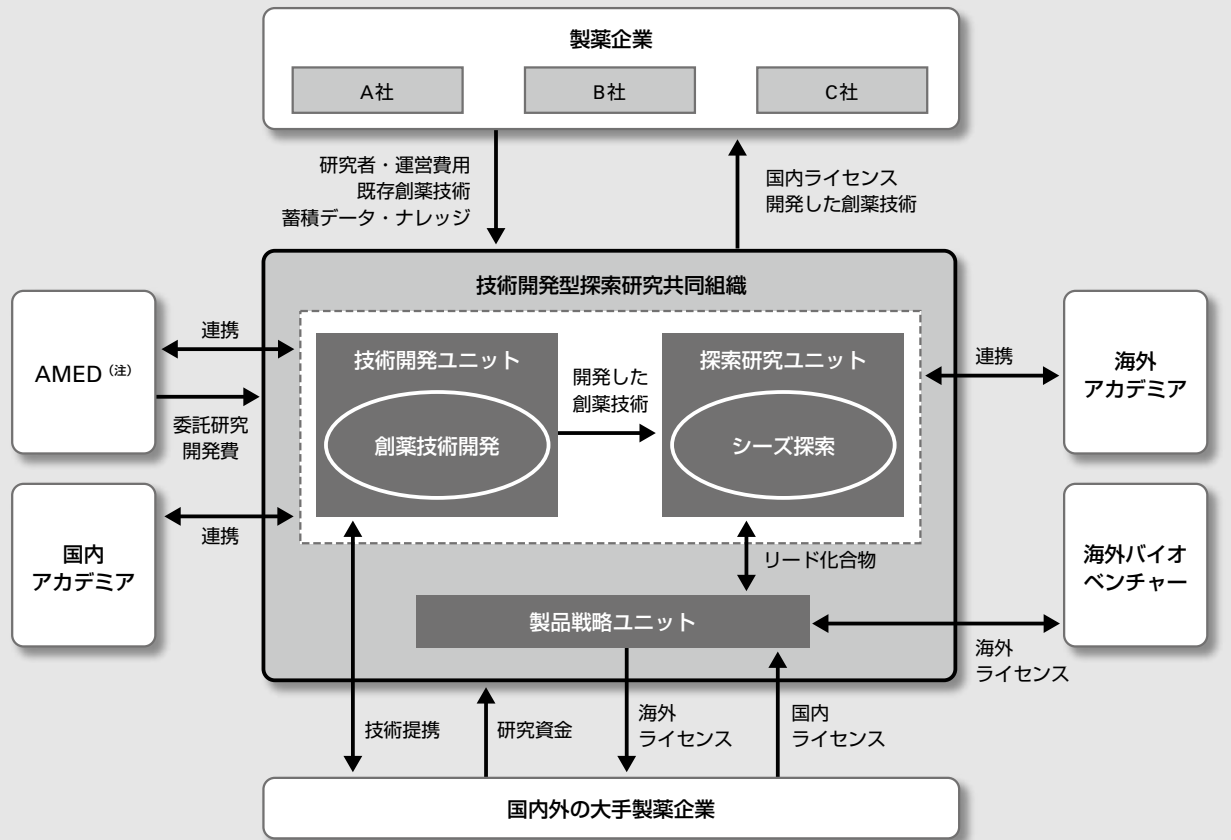 製薬企業
A社
B社
C社
研究者・運営費用
既存創薬技術
蓄積データ・ナレッジ
国内ライセンス
開発した創薬技術
技術開発型探索研究共同組織
AMED（注）
連携
委託研究
開発費
国内
アカデミア
連携
技術開発ユニット
創薬技術開発
開発した
創薬技術
探索研究ユニット
シーズ探索
リード化合物
製品戦略ユニット
連携
海外
アカデミア
海外バイオ
ベンチャー
海外
ライセンス
技術提携
研究資金
海外
ライセンス
国内
ライセンス
国内外の大手製薬企業